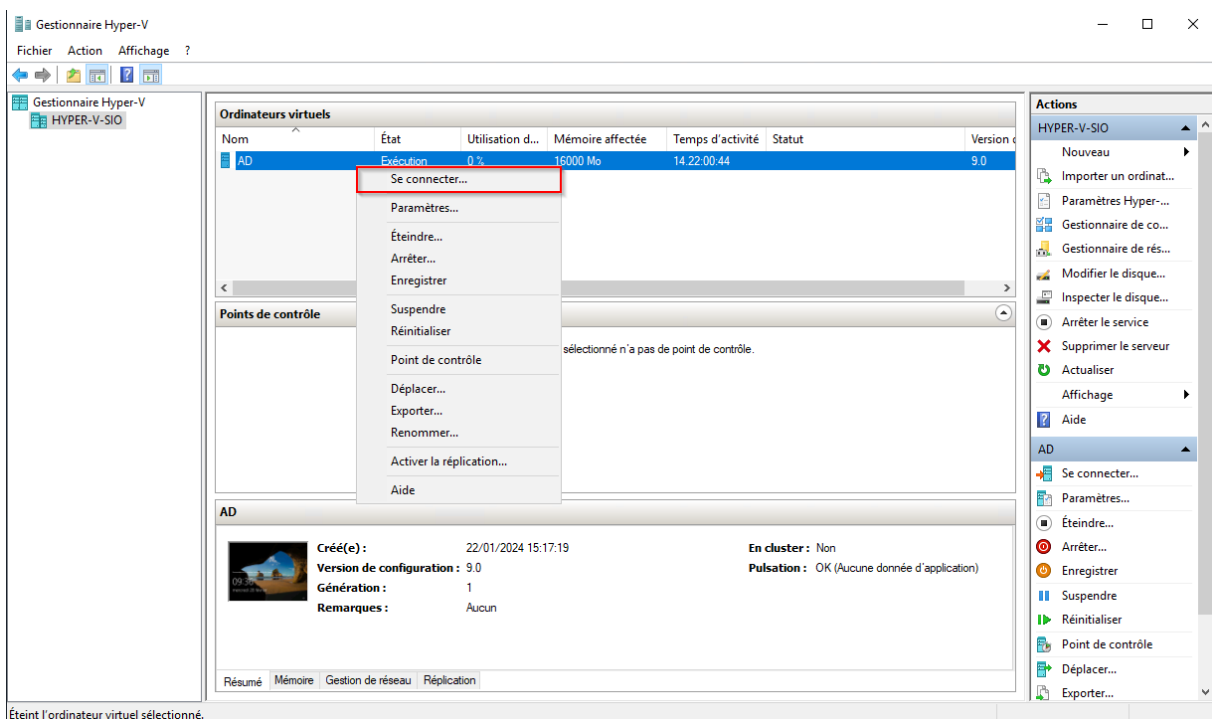 Gestionnaire Hyper-V
Fichier Action Affichage ?
Gestionnaire Hyper-V
HYPER-V-SIO
Ordinateurs virtuels
Nom État Utilisation d... Mémoire affectée Temps d'activité Statut Version
AD Exécution 0 % 16000 Mo 14.22:00:44 9.0
Se connecter...
Paramètres...
Éteindre...
Arrêter...
Enregistrer
Suspendre
Réinitialiser
Point de contrôle
Déplacer...
Exporter...
Renommer...
Activer la réplication...
Aide
Points de contrôle
sélectionné n'a pas de point de contrôle.
AD
09:36
Créé(e) : 22/01/2024 15:17:19 En cluster : Non
Version de configuration : 9.0 Pulsation : OK (Aucune donnée d'application)
Génération : 1
Remarques : Aucun
Résumé Mémoire Gestion de réseau Réplication
Actions
HYPER-V-SIO
Nouveau
Importer un ordinat...
Paramètres Hyper-...
Gestionnaire de co...
Gestionnaire de rés...
Modifier le disque...
Inspecter le disque...
Arrêter le service
Supprimer le serveur
Actualiser
Affichage
Aide
AD
Se connecter...
Paramètres...
Éteindre...
Arrêter...
Enregistrer
Suspendre
Réinitialiser
Point de contrôle
Déplacer...
Exporter...
Éteint l'ordinateur virtuel sélectionné.